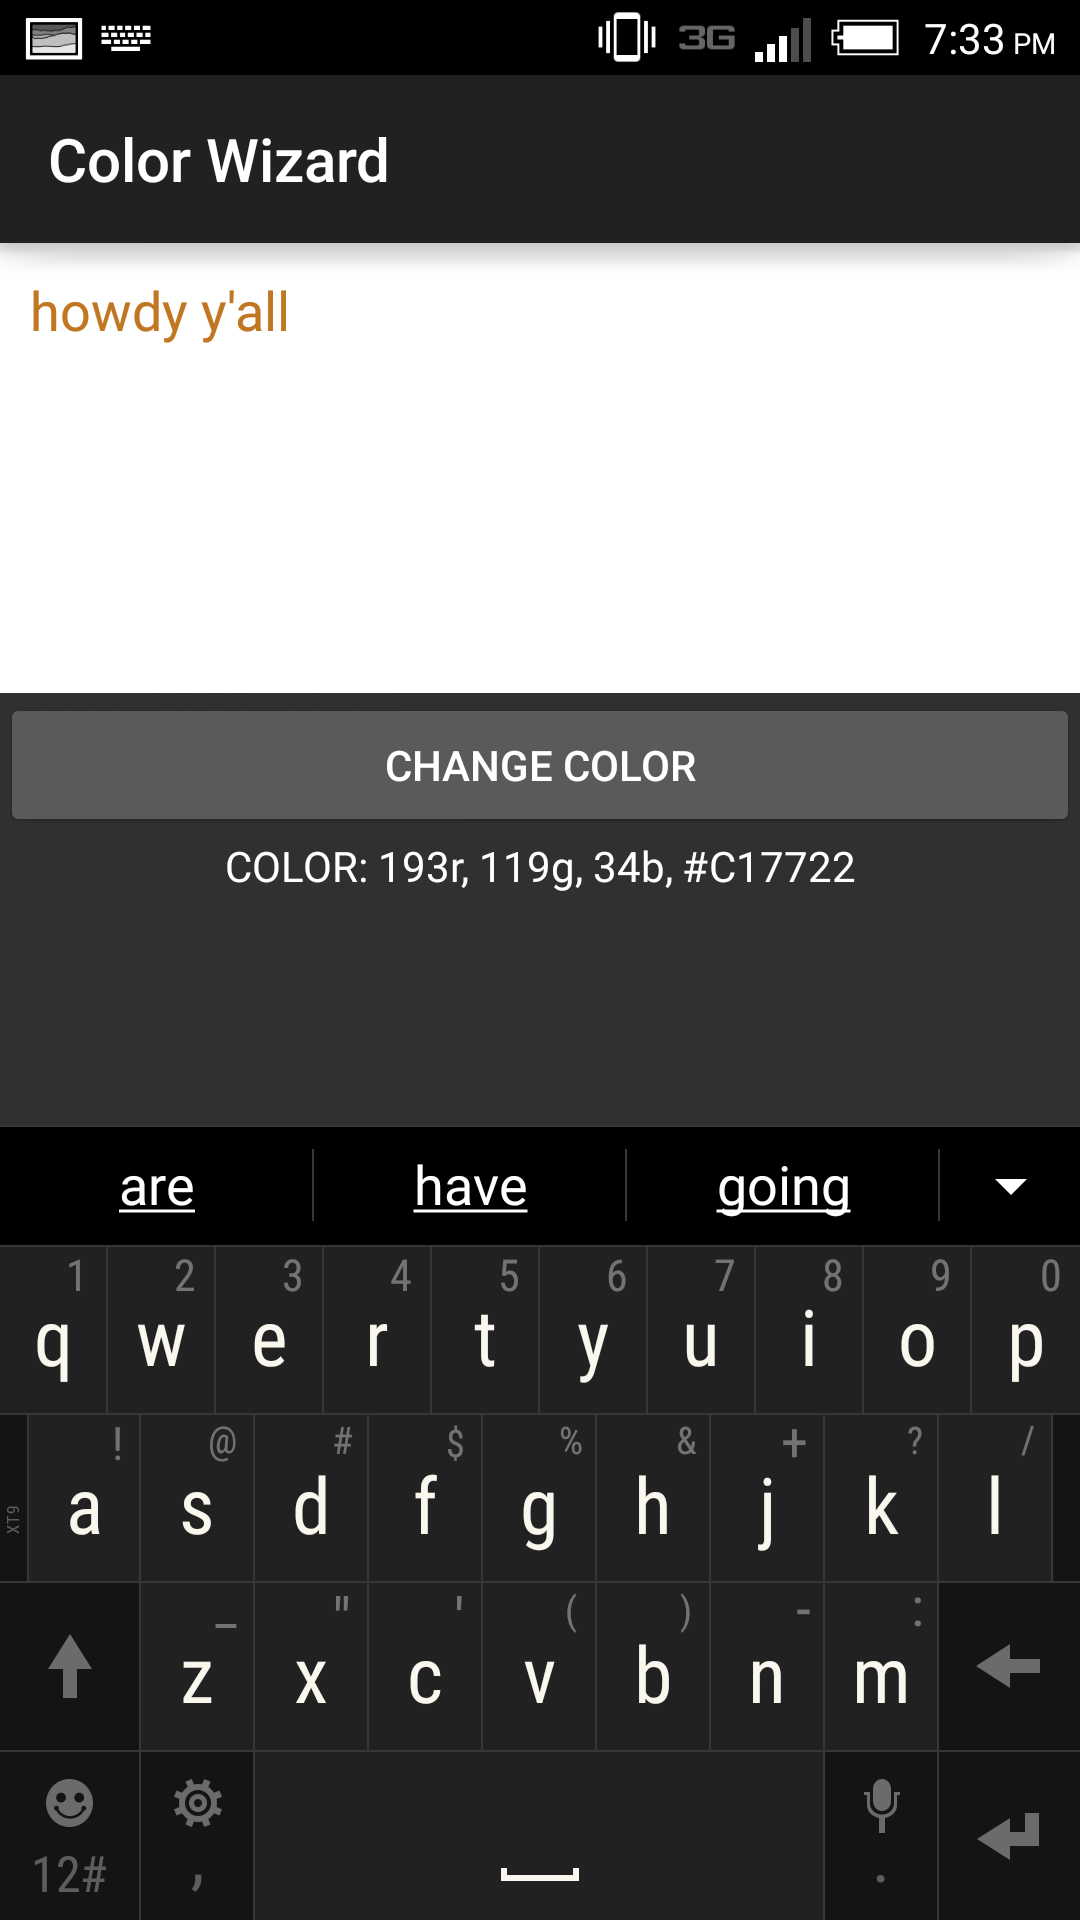 3G 7:33 PM
Color Wizard
howdy y'all
CHANGE COLOR
COLOR: 193r, 119g, 34b, #C17722
are have going
1 2 3 4 5 6 7 8 9 0
q w e r t y u i o p
! @ # $ % & + ? /
XT9 a s d f g h j k l
_ " ' ( ) - :
z x c v b n m
12# , .